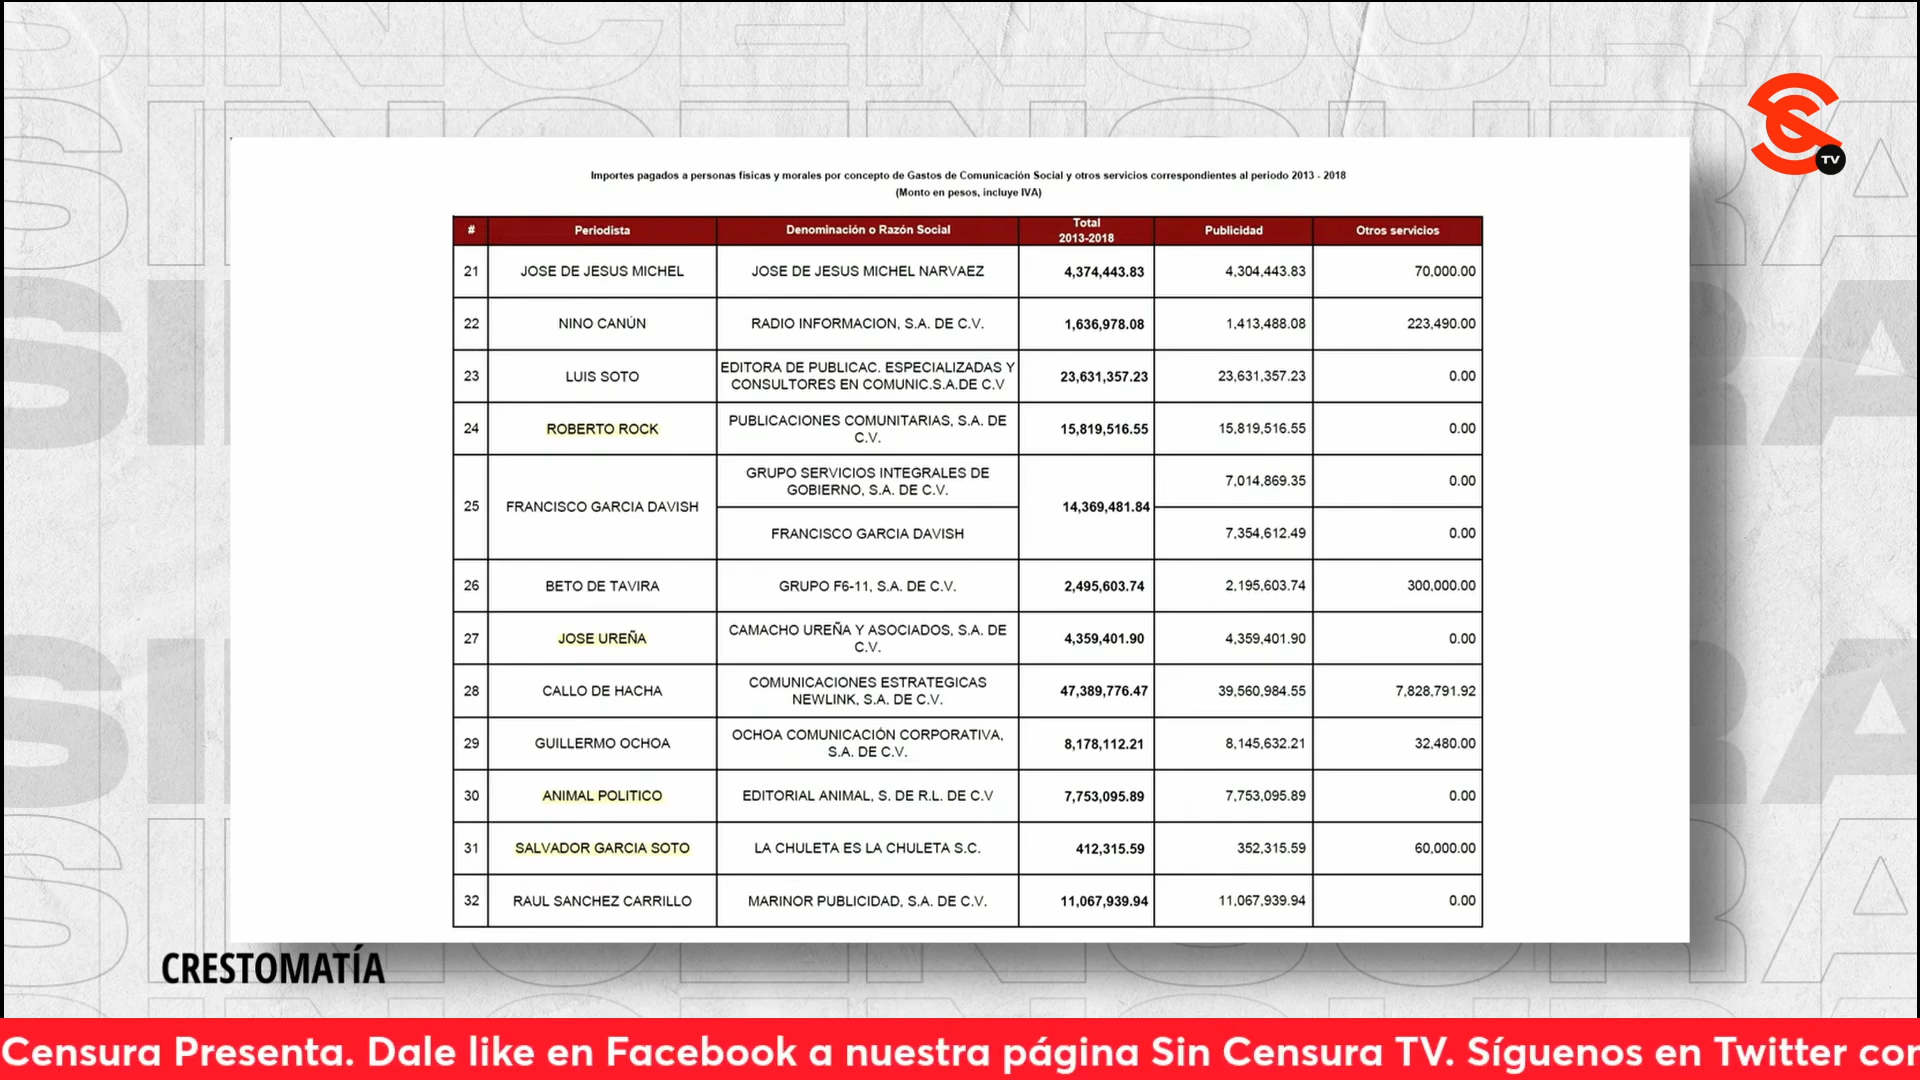 TV
Importes pagados a personas físicas y morales por concepto de Gastos de Comunicación Social y otros servicios correspondientes al periodo 2013 - 2018
(Monto en pesos, incluye IVA)
# Periodista Denominación o Razón Social Total 2013-2018 Publicidad Otros servicios
21 JOSE DE JESUS MICHEL JOSE DE JESUS MICHEL NARVAEZ 4,374,443.83 4,304,443.83 70,000.00
22 NINO CANÚN RADIO INFORMACION, S.A. DE C.V. 1,636,978.08 1,413,488.08 223,490.00
23 LUIS SOTO EDITORA DE PUBLICAC. ESPECIALIZADAS Y CONSULTORES EN COMUNIC.S.A.DE C.V 23,631,357.23 23,631,357.23 0.00
24 ROBERTO ROCK PUBLICACIONES COMUNITARIAS, S.A. DE C.V. 15,819,516.55 15,819,516.55 0.00
25 FRANCISCO GARCIA DAVISH GRUPO SERVICIOS INTEGRALES DE GOBIERNO, S.A. DE C.V. 14,369,481.84 7,014,869.35 0.00
FRANCISCO GARCIA DAVISH 7,354,612.49 0.00
26 BETO DE TAVIRA GRUPO F6-11, S.A. DE C.V. 2,495,603.74 2,195,603.74 300,000.00
27 JOSE UREÑA CAMACHO UREÑA Y ASOCIADOS, S.A. DE C.V. 4,359,401.90 4,359,401.90 0.00
28 CALLO DE HACHA COMUNICACIONES ESTRATEGICAS NEWLINK, S.A. DE C.V. 47,389,776.47 39,560,984.55 7,828,791.92
29 GUILLERMO OCHOA OCHOA COMUNICACIÓN CORPORATIVA, S.A. DE C.V. 8,178,112.21 8,145,632.21 32,480.00
30 ANIMAL POLITICO EDITORIAL ANIMAL, S. DE R.L. DE C.V 7,753,095.89 7,753,095.89 0.00
31 SALVADOR GARCIA SOTO LA CHULETA ES LA CHULETA S.C. 412,315.59 352,315.59 60,000.00
32 RAUL SANCHEZ CARRILLO MARINOR PUBLICIDAD, S.A. DE C.V. 11,067,939.94 11,067,939.94 0.00
CRESTOMATÍA
Censura Presenta. Dale like en Facebook a nuestra página Sin Censura TV. Síguenos en Twitter con